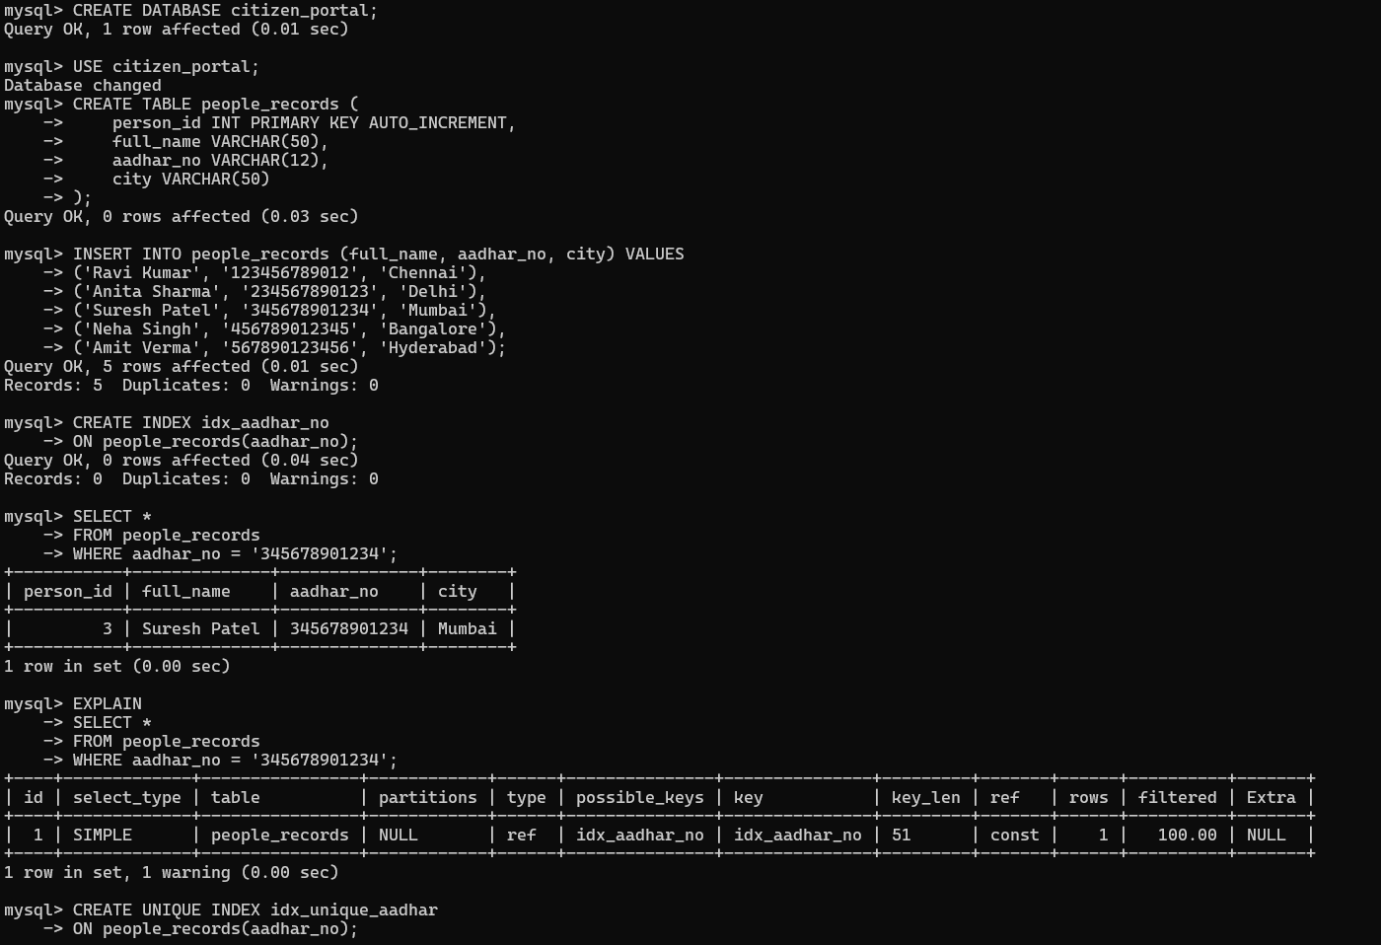 mysql> CREATE DATABASE citizen_portal;
Query OK, 1 row affected (0.01 sec)

mysql> USE citizen_portal;
Database changed
mysql> CREATE TABLE people_records (
    ->     person_id INT PRIMARY KEY AUTO_INCREMENT,
    ->     full_name VARCHAR(50),
    ->     aadhar_no VARCHAR(12),
    ->     city VARCHAR(50)
    -> );
Query OK, 0 rows affected (0.03 sec)

mysql> INSERT INTO people_records (full_name, aadhar_no, city) VALUES
    -> ('Ravi Kumar', '123456789012', 'Chennai'),
    -> ('Anita Sharma', '234567890123', 'Delhi'),
    -> ('Suresh Patel', '345678901234', 'Mumbai'),
    -> ('Neha Singh', '456789012345', 'Bangalore'),
    -> ('Amit Verma', '567890123456', 'Hyderabad');
Query OK, 5 rows affected (0.01 sec)
Records: 5  Duplicates: 0  Warnings: 0

mysql> CREATE INDEX idx_aadhar_no
    -> ON people_records(aadhar_no);
Query OK, 0 rows affected (0.04 sec)
Records: 0  Duplicates: 0  Warnings: 0

mysql> SELECT *
    -> FROM people_records
    -> WHERE aadhar_no = '345678901234';
+-----------+--------------+--------------+--------+
| person_id | full_name    | aadhar_no    | city   |
+-----------+--------------+--------------+--------+
|         3 | Suresh Patel | 345678901234 | Mumbai |
+-----------+--------------+--------------+--------+
1 row in set (0.00 sec)

mysql> EXPLAIN
    -> SELECT *
    -> FROM people_records
    -> WHERE aadhar_no = '345678901234';
+----+-------------+----------------+------------+------+---------------+---------------+---------+-------+------+----------+-------+
| id | select_type | table          | partitions | type | possible_keys | key           | key_len | ref   | rows | filtered | Extra |
+----+-------------+----------------+------------+------+---------------+---------------+---------+-------+------+----------+-------+
|  1 | SIMPLE      | people_records | NULL       | ref  | idx_aadhar_no | idx_aadhar_no | 51      | const |    1 |   100.00 | NULL  |
+----+-------------+----------------+------------+------+---------------+---------------+---------+-------+------+----------+-------+
1 row in set, 1 warning (0.00 sec)

mysql> CREATE UNIQUE INDEX idx_unique_aadhar
    -> ON people_records(aadhar_no);